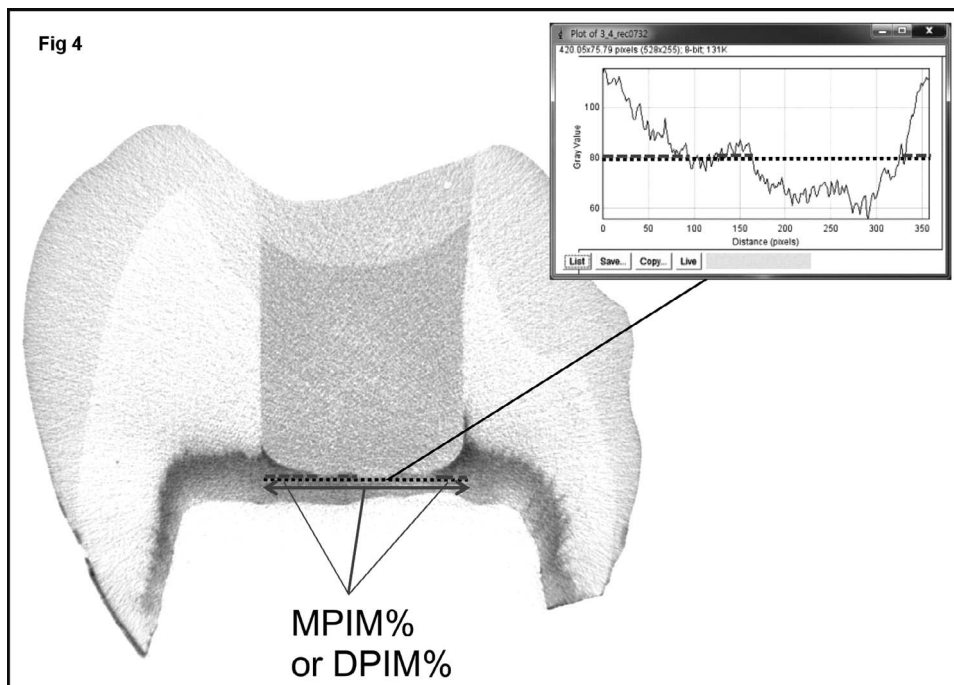 Fig 4
Plot of 3_4_rec0732
420.05x75.79 pixels (528x255); 8-bit; 131K
100
80
60
Gray Value
0 50 100 150 200 250 300 350
Distance (pixels)
List Save... Copy... Live
MPIM%
or DPIM%